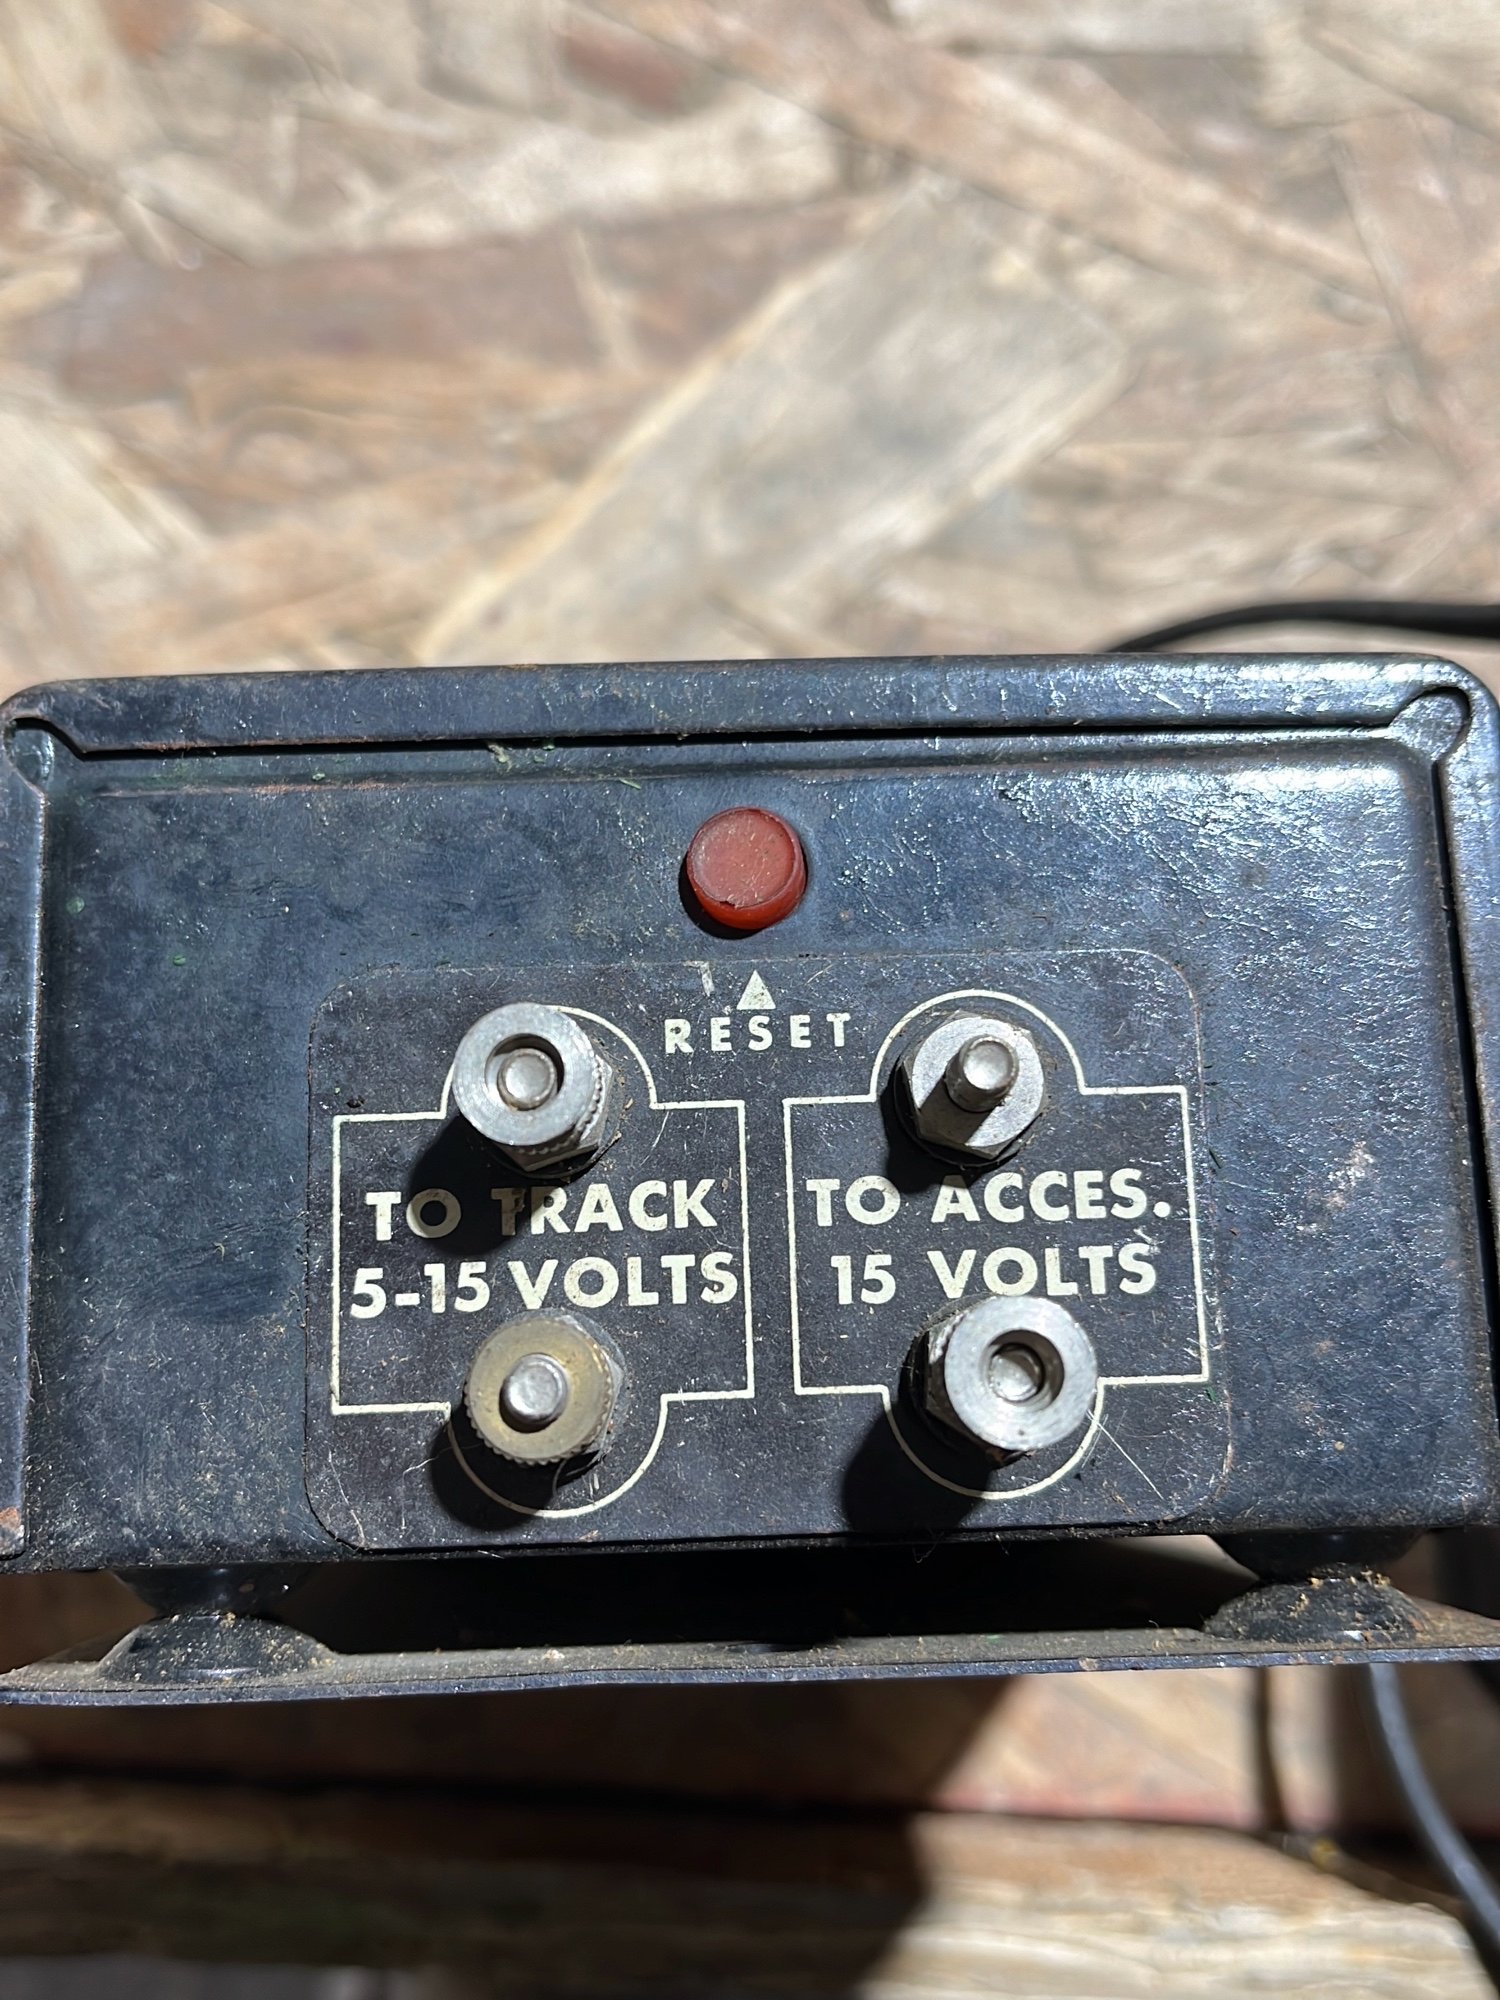 RESET
TO TRACK
5-15 VOLTS
TO ACCES.
15 VOLTS